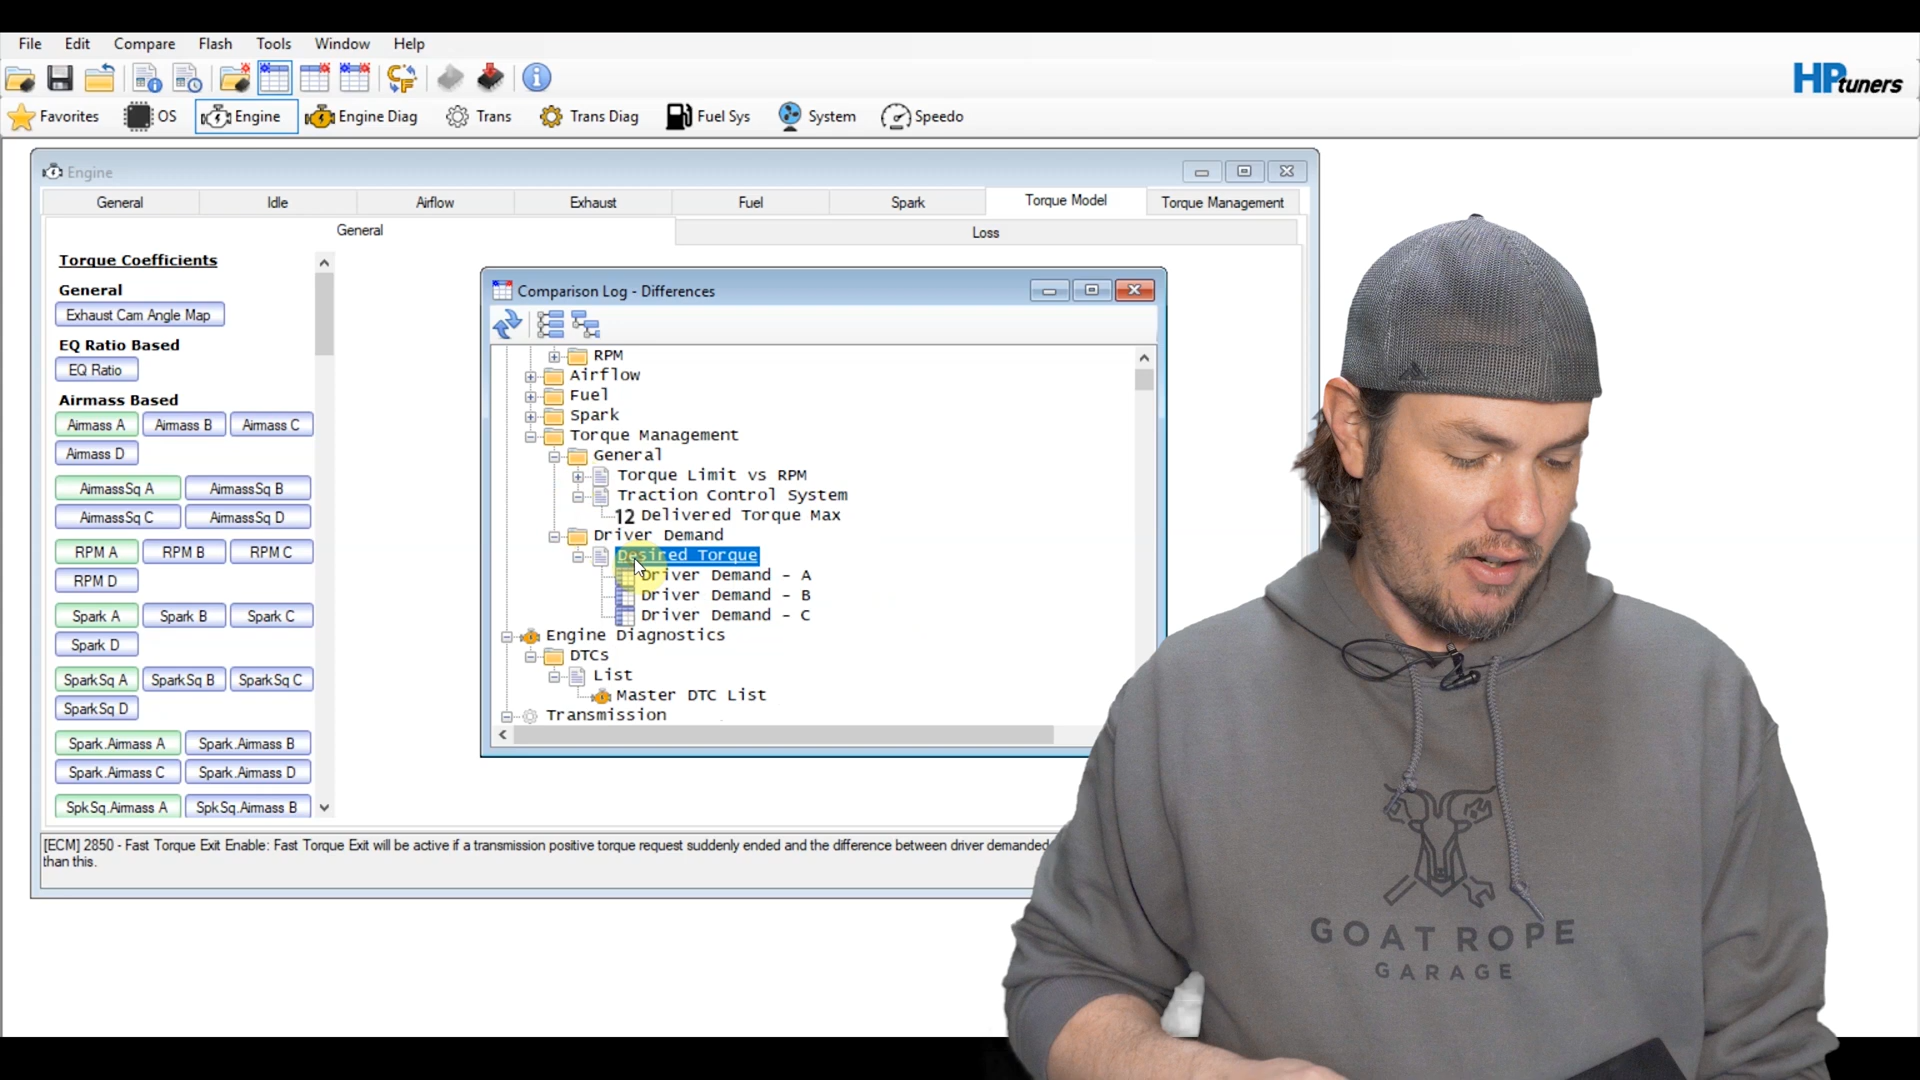 File Edit Compare Flash Tools Window Help
HP tuners
Favorites OS Engine Engine Diag Trans Trans Diag Fuel Sys System Speedo
Engine
General Idle Airflow Exhaust Fuel Spark Torque Model Torque Management
General Loss
Torque Coefficients
General
Exhaust Cam Angle Map
EQ Ratio Based
EQ Ratio
Airmass Based
Airmass A Airmass B Airmass C
Airmass D
AirmassSq A AirmassSq B
AirmassSq C AirmassSq D
RPM A RPM B RPM C
RPM D
Spark A Spark B Spark C
Spark D
SparkSq A SparkSq B SparkSq C
SparkSq D
Spark.Airmass A Spark.Airmass B
Spark.Airmass C Spark.Airmass D
SpkSq.Airmass A SpkSq.Airmass B
Comparison Log - Differences
RPM
Airflow
Fuel
Spark
Torque Management
General
Torque Limit vs RPM
Traction Control System
12 Delivered Torque Max
Driver Demand
Desired Torque
Driver Demand - A
Driver Demand - B
Driver Demand - C
Engine Diagnostics
DTCs
List
Master DTC List
Transmission
[ECM] 2850 - Fast Torque Exit Enable: Fast Torque Exit will be active if a transmission positive torque request suddenly ended and the difference between driver demanded
than this.
GOAT ROPE
GARAGE